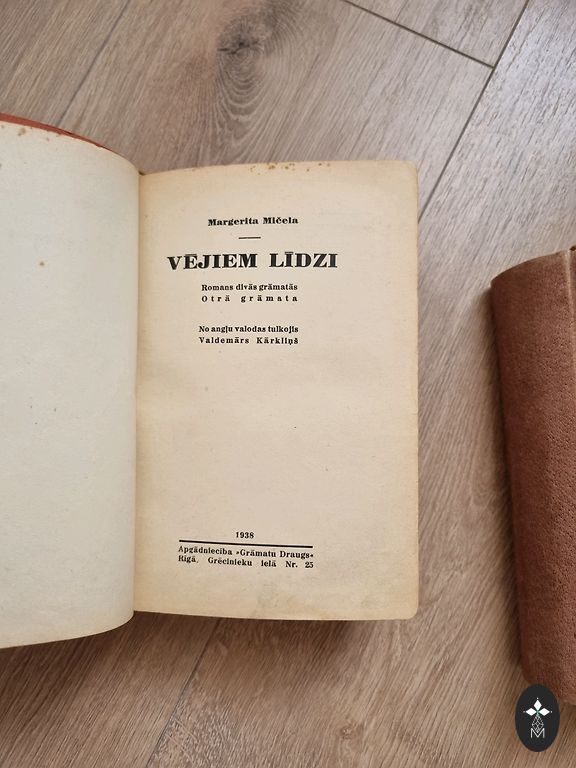 Margerita Mičela
VĒJIEM LĪDZI
Romans divās grāmatās
Otrā grāmata
No angļu valodas tulkojis
Valdemārs Kārkliņš
1938
Apgādniecība »Grāmatu Draugs«
Rīgā, Grēcinieku ielā Nr. 25
M